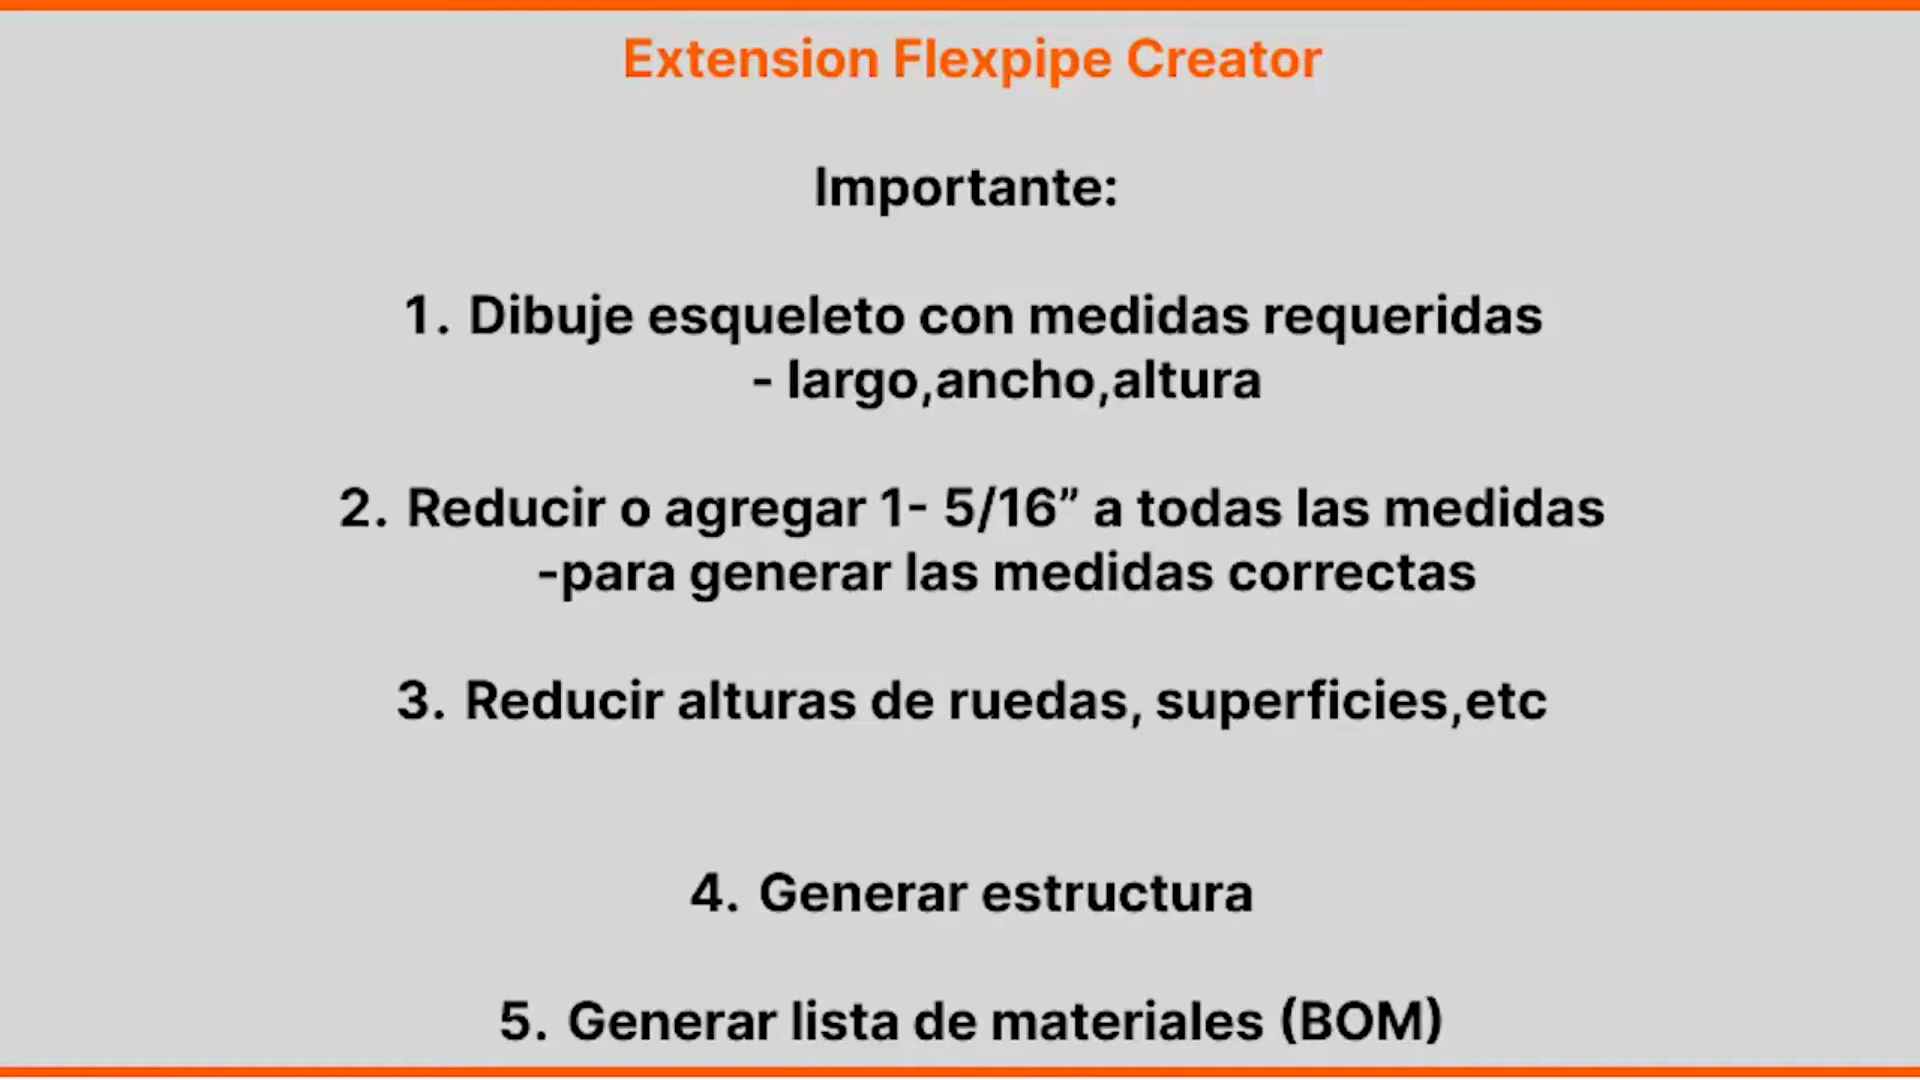 Extension Flexpipe Creator
Importante:
1. Dibuje esqueleto con medidas requeridas
- largo,ancho,altura
2. Reducir o agregar 1- 5/16” a todas las medidas
-para generar las medidas correctas
3. Reducir alturas de ruedas, superficies,etc
4. Generar estructura
5. Generar lista de materiales (BOM)